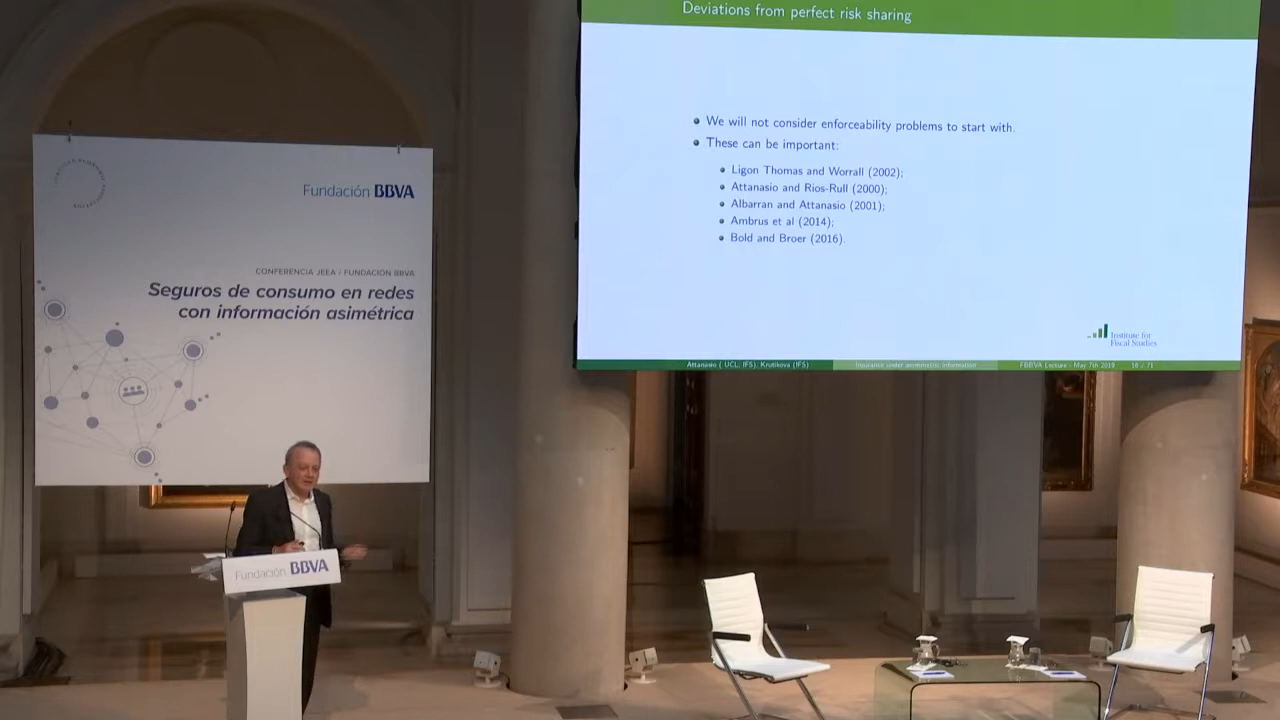 Deviations from perfect risk sharing
We will not consider enforceability problems to start with.
These can be important:
Ligon Thomas and Worrall (2002);
Attanasio and Rios-Rull (2000);
Albarran and Attanasio (2001);
Ambrus et al (2014);
Bold and Broer (2016).
Institute for
Fiscal Studies
Attanasio ( UCL, IFS), Krutikova (IFS)
Insurance under asymmetric information
FBBVA Lecture - May 7th 2019
16 / 71
Fundación BBVA
CONFERENCIA JEEA / FUNDACIÓN BBVA
Seguros de consumo en redes
con información asimétrica
Fundación BBVA